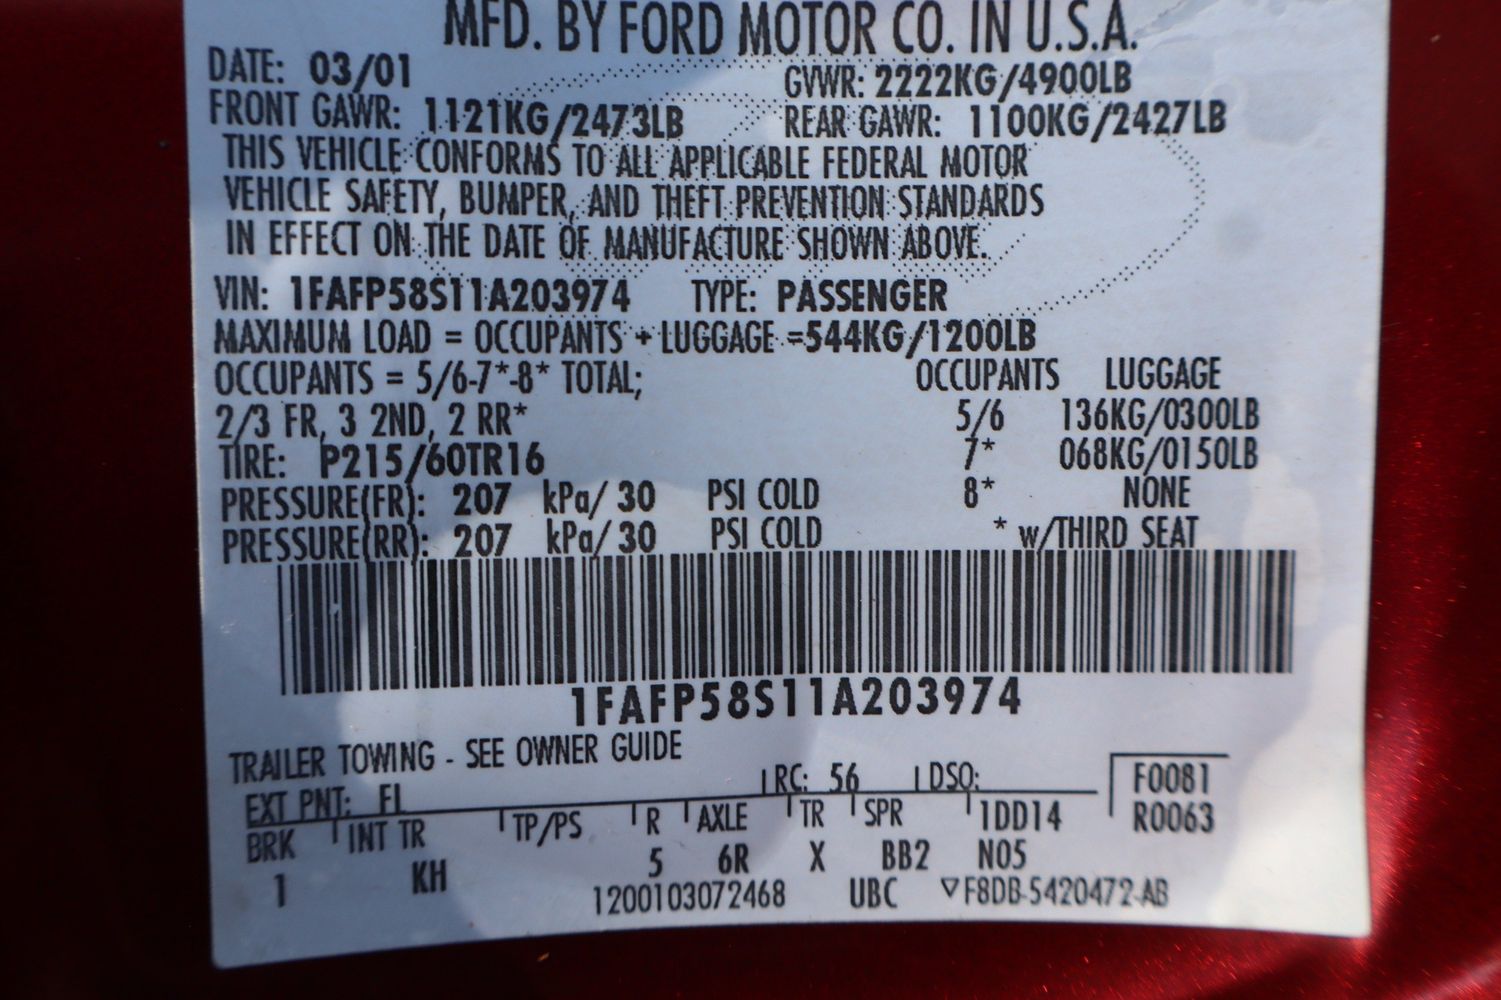 MFD. BY FORD MOTOR CO. IN U.S.A.
DATE: 03/01 GVWR: 2222KG/4900LB
FRONT GAWR: 1121KG/2473LB REAR GAWR: 1100KG/2427LB
THIS VEHICLE CONFORMS TO ALL APPLICABLE FEDERAL MOTOR
VEHICLE SAFETY, BUMPER, AND THEFT PREVENTION STANDARDS
IN EFFECT ON THE DATE OF MANUFACTURE SHOWN ABOVE.
VIN: 1FAFP58S11A203974 TYPE: PASSENGER
MAXIMUM LOAD = OCCUPANTS + LUGGAGE =544KG/1200LB
OCCUPANTS = 5/6-7*-8* TOTAL; OCCUPANTS LUGGAGE
2/3 FR, 3 2ND, 2 RR* 5/6 136KG/0300LB
TIRE: P215/60TR16 7* 068KG/0150LB
PRESSURE(FR): 207 kPa/ 30 PSI COLD 8* NONE
PRESSURE(RR): 207 kPa/ 30 PSI COLD * w/THIRD SEAT
1FAFP58S11A203974
TRAILER TOWING - SEE OWNER GUIDE
EXT PNT: FL RC: 56 DSO: F0081
BRK INT TR TP/PS R AXLE TR SPR 1DD14 R0063
1 KH 5 6R X BB2 N05
1200103072468 UBC ▽F8DB-5420472-AB